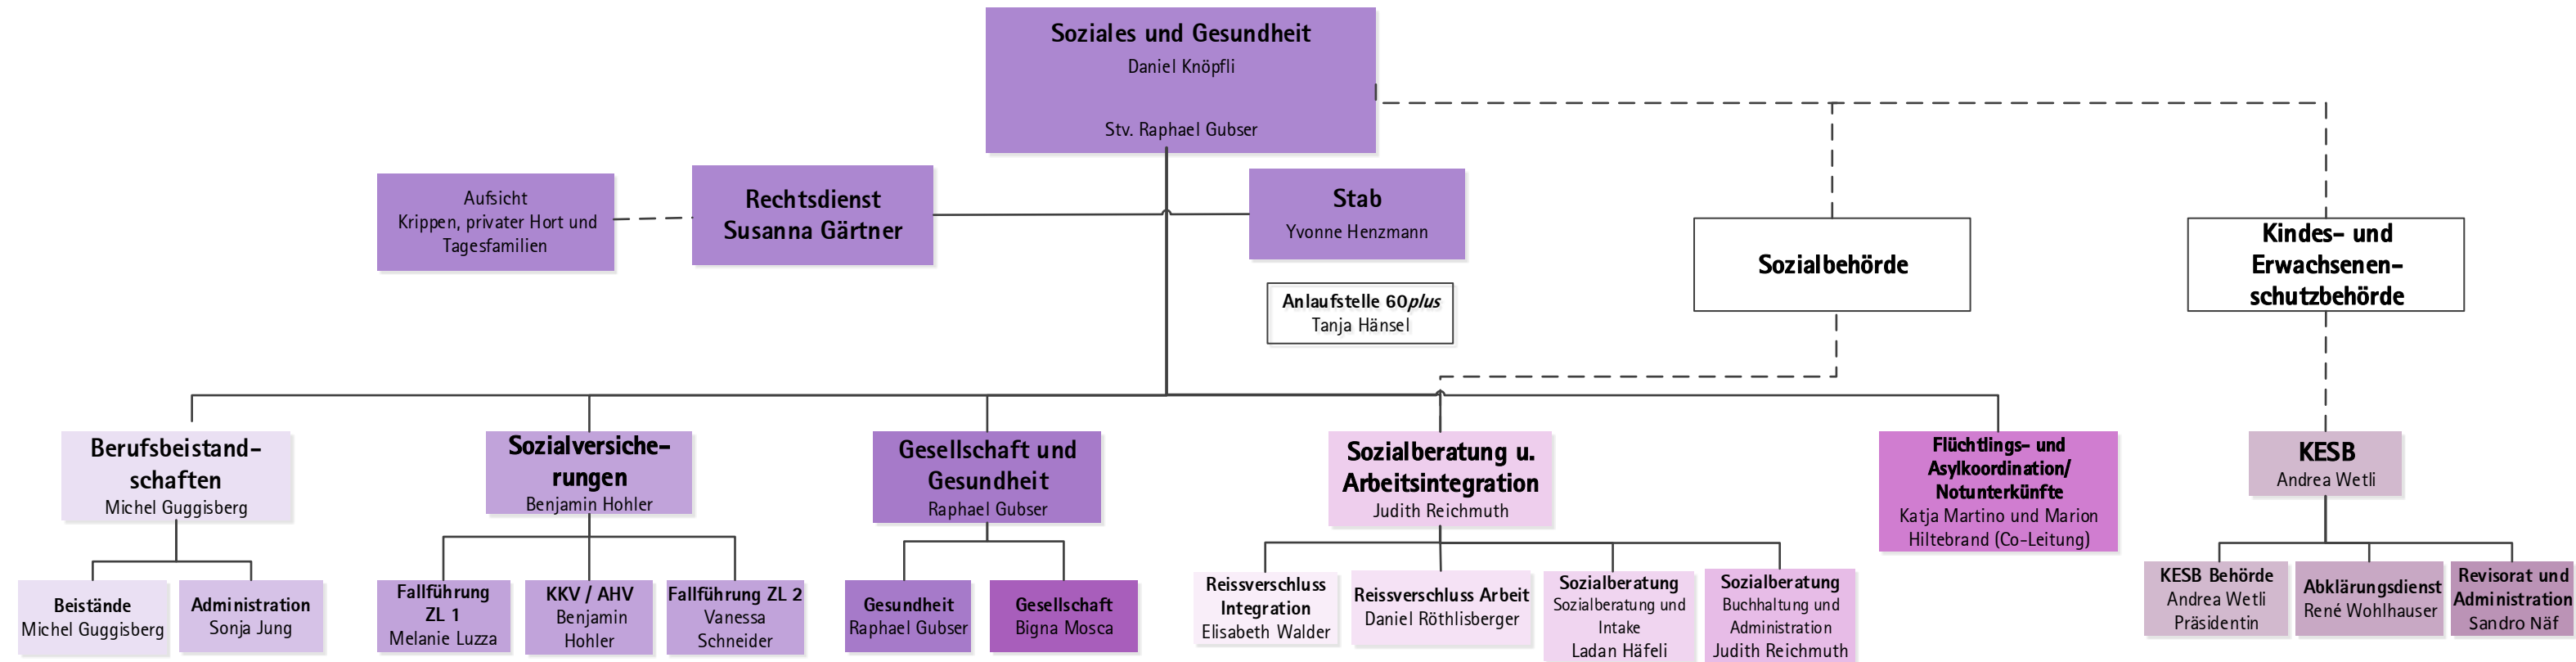 Soziales und Gesundheit
Daniel Knöpfli
Stv. Raphael Gubser
Aufsicht
Krippen, privater Hort und
Tagesfamilien
Rechtsdienst
Susanna Gärtner
Stab
Yvonne Henzmann
Anlaufstelle 60plus
Tanja Hänsel
Sozialbehörde
Kindes- und
Erwachsenen-
schutzbehörde
Berufsbeistand-
schaften
Michel Guggisberg
Sozialversiche-
rungen
Benjamin Hohler
Gesellschaft und
Gesundheit
Raphael Gubser
Sozialberatung u.
Arbeitsintegration
Judith Reichmuth
Flüchtlings- und
Asylkoordination/
Notunterkünfte
Katja Martino und Marion
Hiltebrand (Co-Leitung)
KESB
Andrea Wetli
Beistände
Michel Guggisberg
Administration
Sonja Jung
Fallführung
ZL 1
Melanie Luzza
KKV / AHV
Benjamin
Hohler
Fallführung ZL 2
Vanessa
Schneider
Gesundheit
Raphael Gubser
Gesellschaft
Bigna Mosca
Reissverschluss
Integration
Elisabeth Walder
Reissverschluss Arbeit
Daniel Röthlisberger
Sozialberatung
Sozialberatung und
Intake
Ladan Häfeli
Sozialberatung
Buchhaltung und
Administration
Judith Reichmuth
KESB Behörde
Andrea Wetli
Präsidentin
Abklärungsdienst
René Wohlhauser
Revisorat und
Administration
Sandro Näf